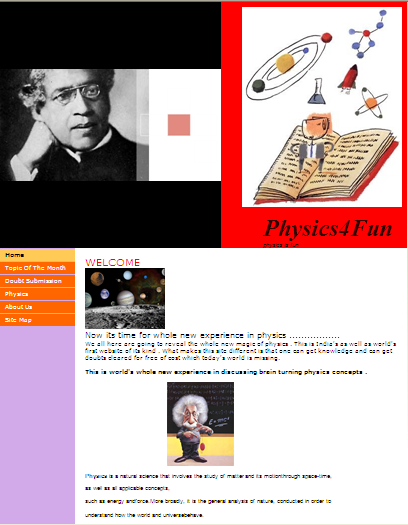 Physics4Fun
Home
Topic Of The Month
Doubt Submission
Physics
About Us
Site Map
WELCOME
Now its time for whole new experience in physics .................
We all here are going to reveal the whole new magic of physics . This is India's as well as world's
first website of its kind . What makes this site different is that one can get knowledge and can get
doubts cleared for free of cost which today's world is missing.
This is world's whole new experience in discussing brain turning physics concepts .
Physics is a natural science that involves the study of matter and its motionthrough space-time,
as well as all applicable concepts,
such as energy andforce.More broadly, it is the general analysis of nature, conducted in order to
understand how the world and universebehave.